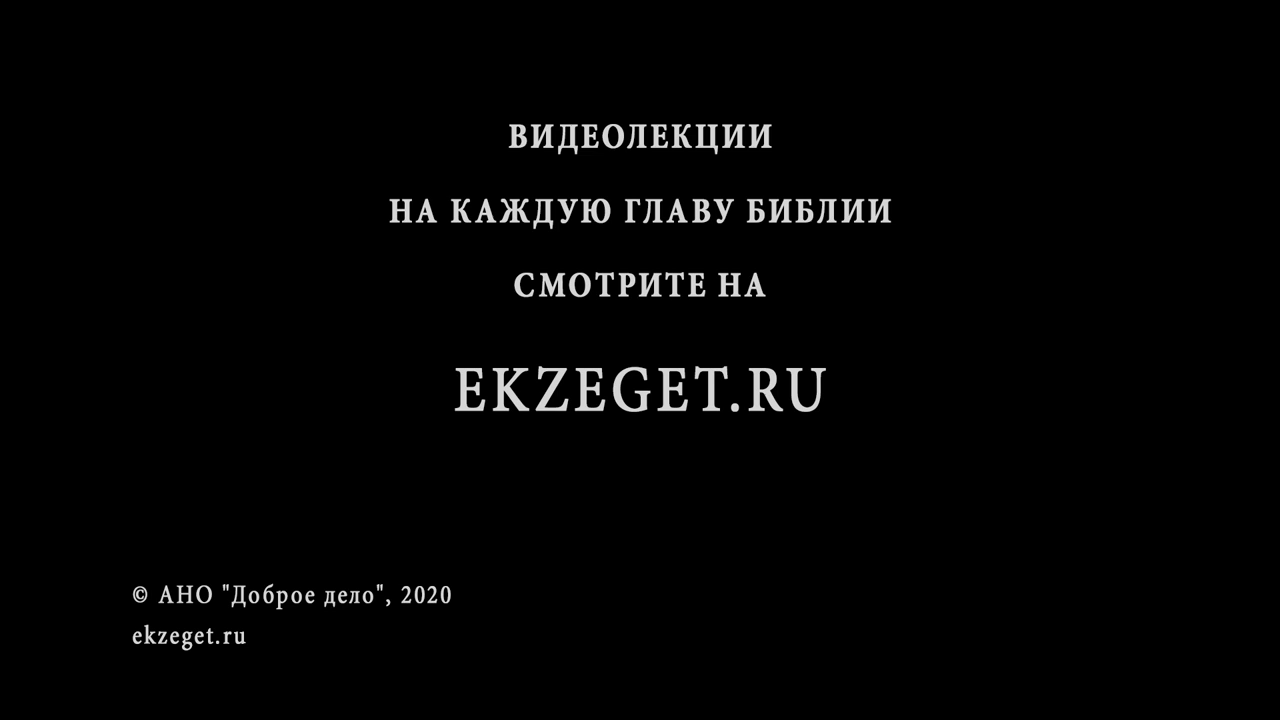 ВИДЕОЛЕКЦИИ
НА КАЖДУЮ ГЛАВУ БИБЛИИ
СМОТРИТЕ НА
EKZEGET.RU
© АНО "Доброе дело", 2020
ekzeget.ru